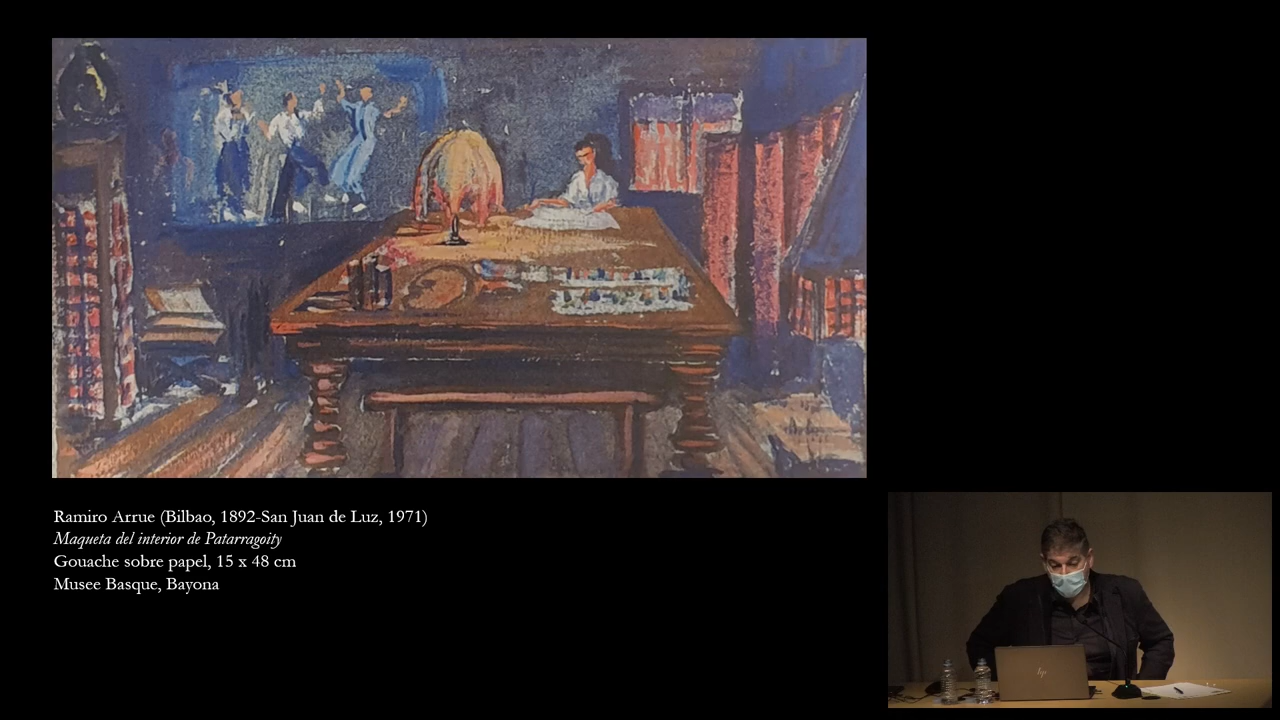 Ramiro Arrue (Bilbao, 1892-San Juan de Luz, 1971)
Maqueta del interior de Patarragoity
Gouache sobre papel, 15 x 48 cm
Musee Basque, Bayona
hp